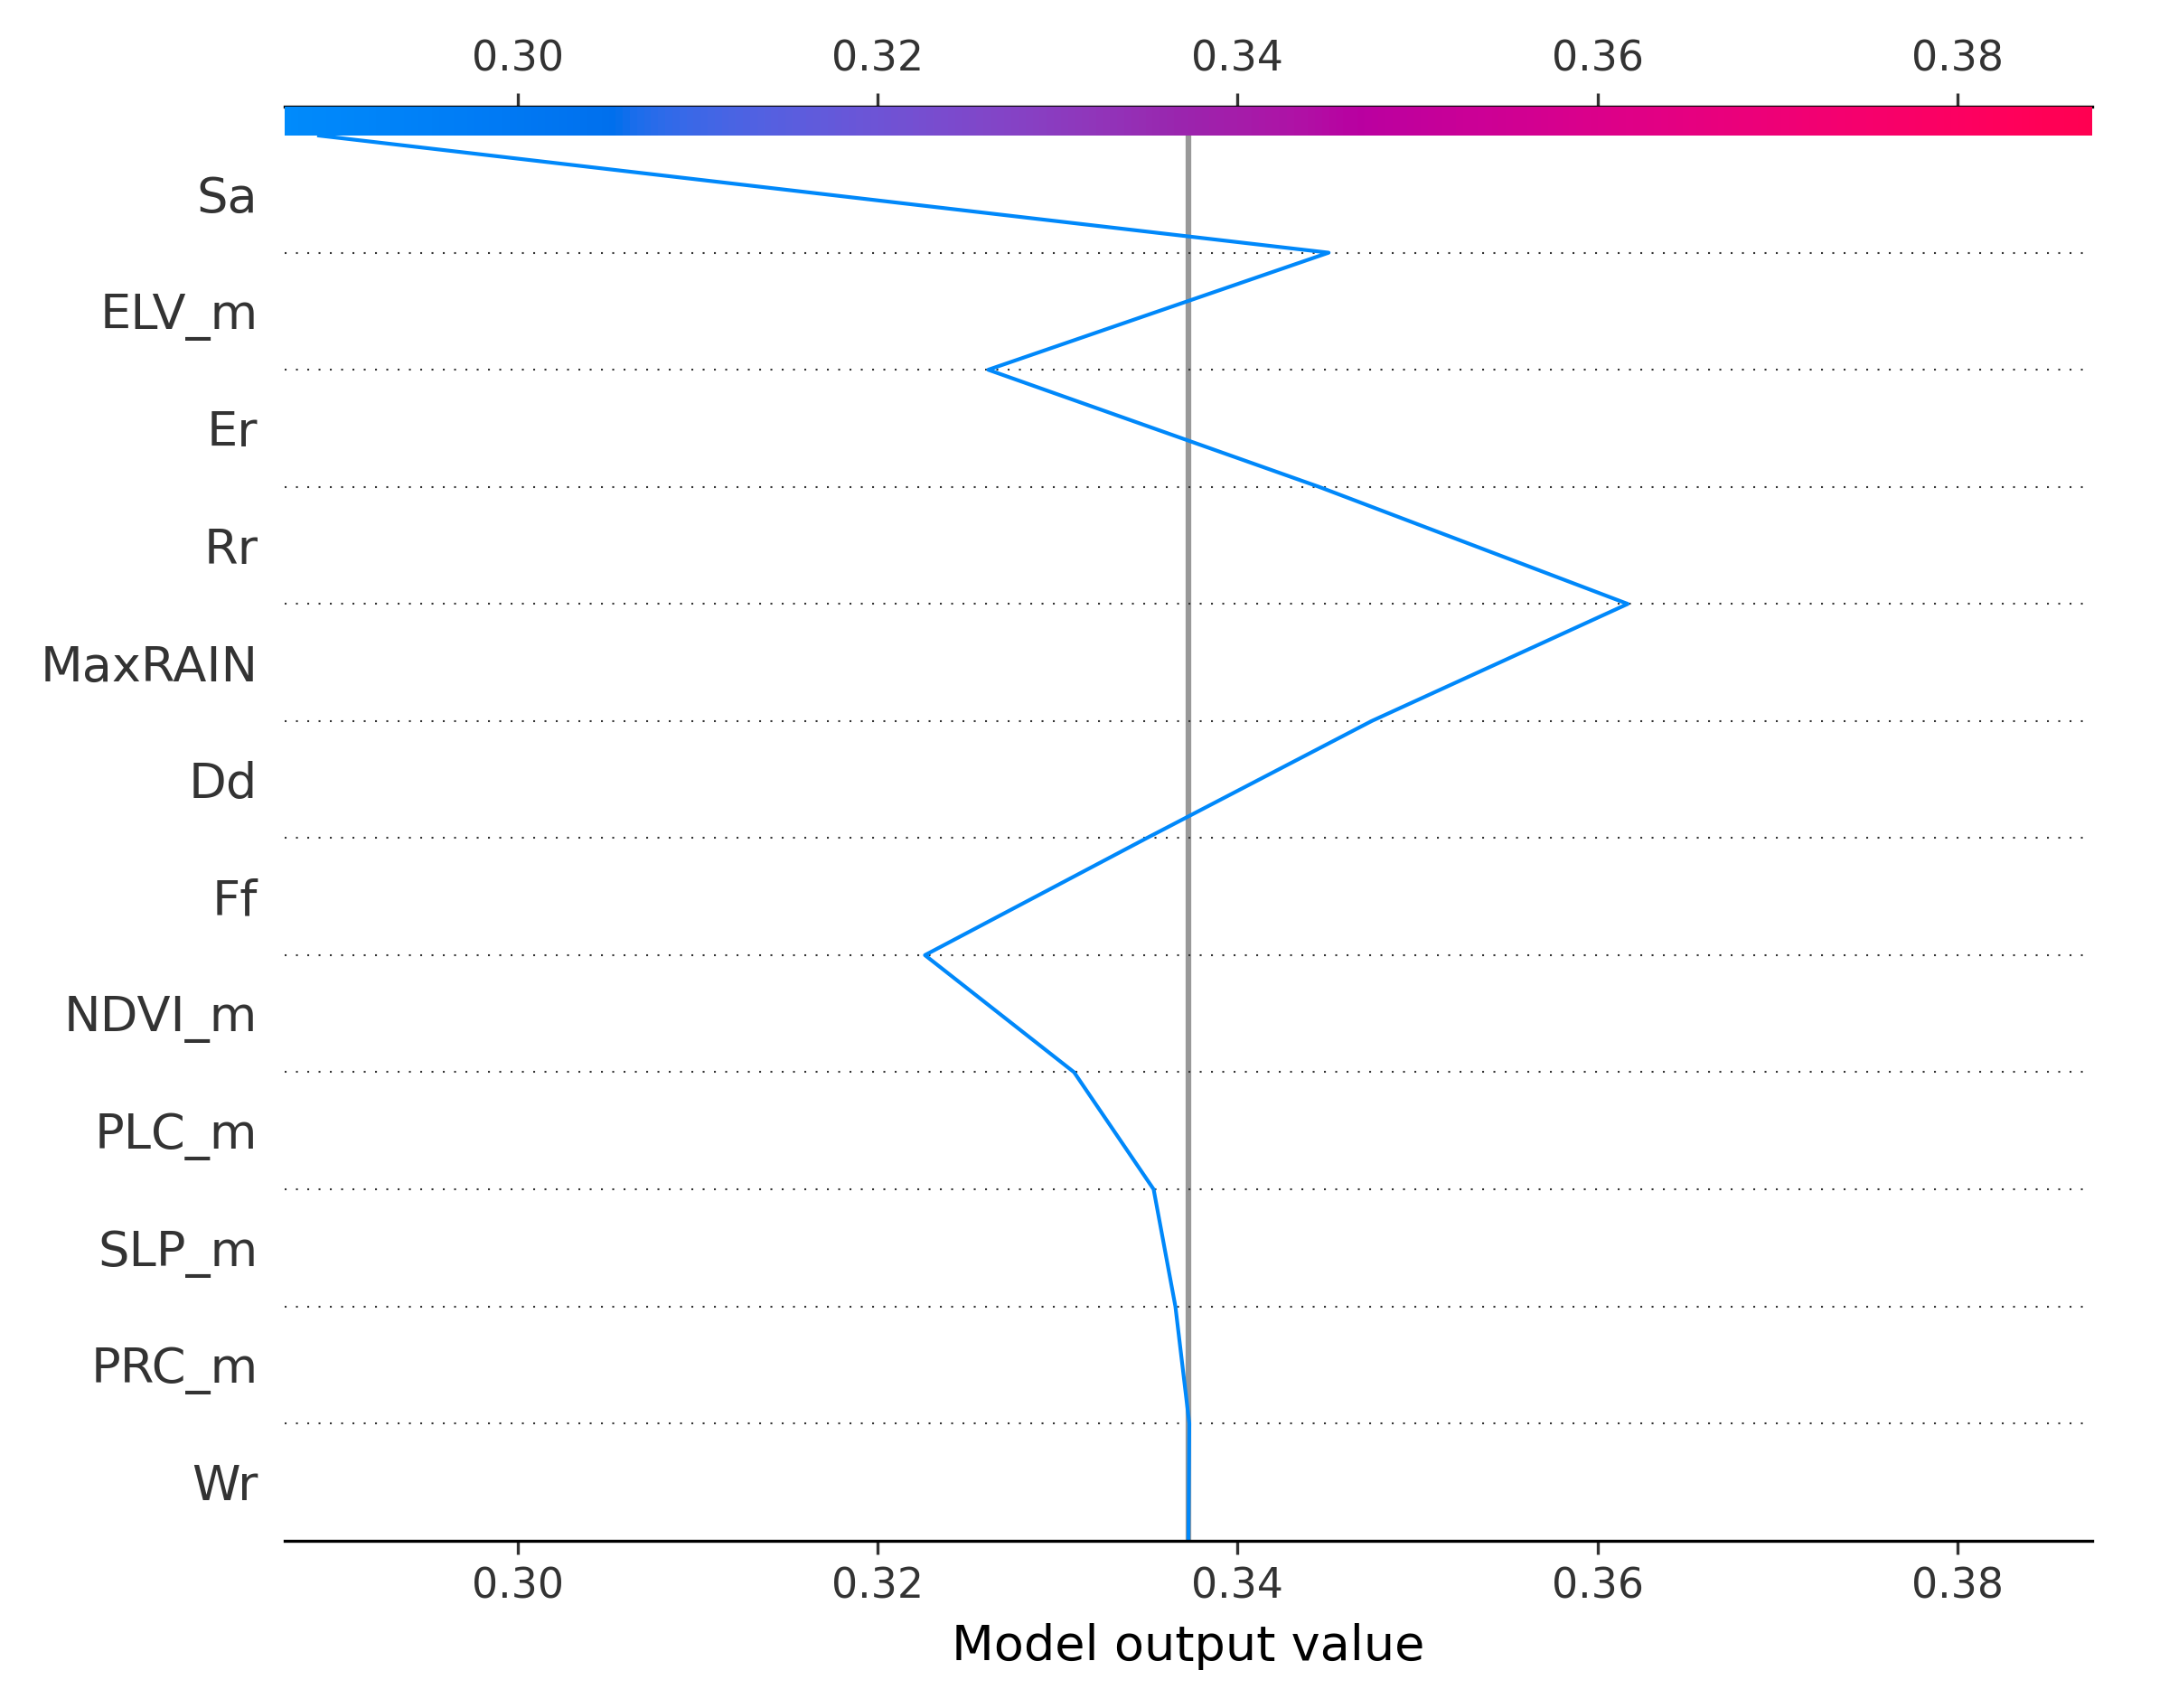 0.30 0.32 0.34 0.36 0.38
Sa
ELV_m
Er
Rr
MaxRAIN
Dd
Ff
NDVI_m
PLC_m
SLP_m
PRC_m
Wr
0.30 0.32 0.34 0.36 0.38
Model output value